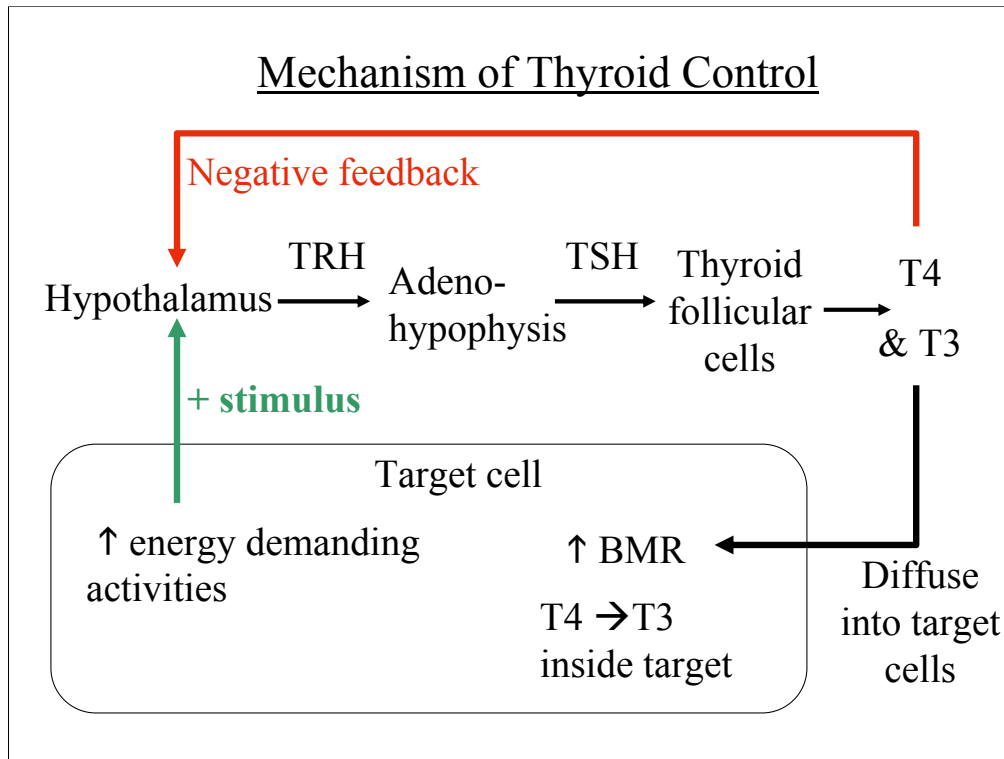 Mechanism of Thyroid Control
Negative feedback
TRH
TSH
Hypothalamus
Adeno-
hypophysis
Thyroid
follicular
cells
T4
& T3
+ stimulus
Target cell
↑ energy demanding
activities
↑ BMR
T4 →T3
inside target
Diffuse
into target
cells